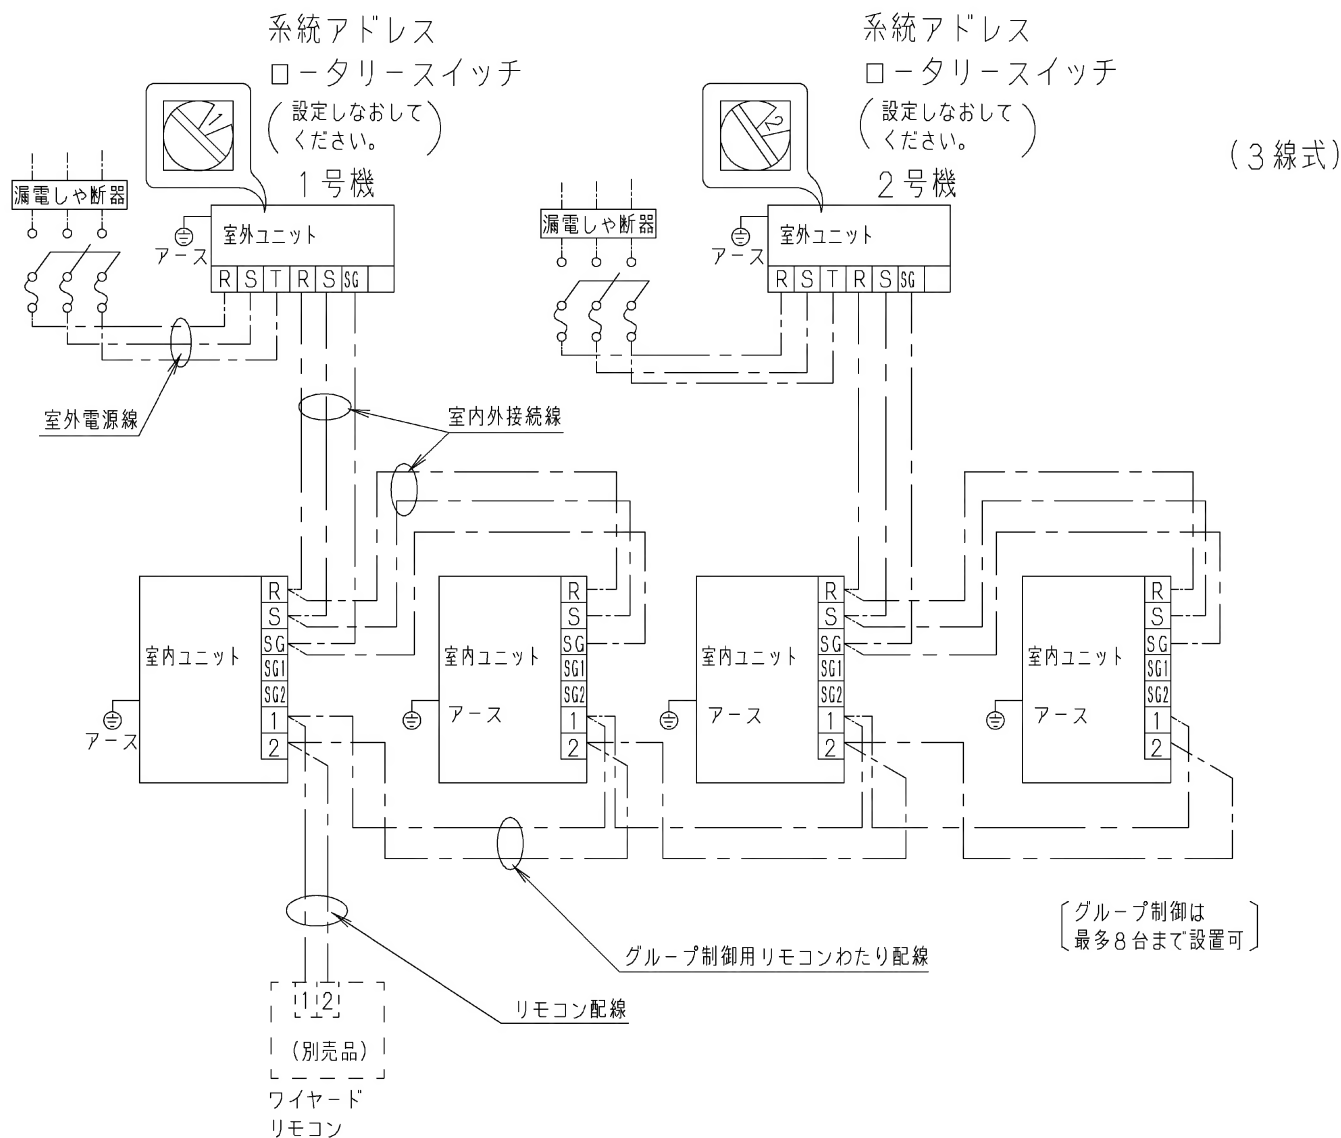 系統アドレス
ロータリースイッチ
(設定しなおして
ください。)
1
1号機
系統アドレス
ロータリースイッチ
(設定しなおして
ください。)
2
2号機
(3線式)
漏電しゃ断器
アース
室外ユニット
R S T R S SG
漏電しゃ断器
アース
室外ユニット
R S T R S SG
室外電源線
室内外接続線
室内ユニット
アース
R
S
SG
SG1
SG2
1
2
室内ユニット
アース
R
S
SG
SG1
SG2
1
2
室内ユニット
アース
R
S
SG
SG1
SG2
1
2
室内ユニット
アース
R
S
SG
SG1
SG2
1
2
〔グループ制御は
最多8台まで設置可〕
グループ制御用リモコンわたり配線
リモコン配線
1 2
(別売品)
ワイヤード
リモコン